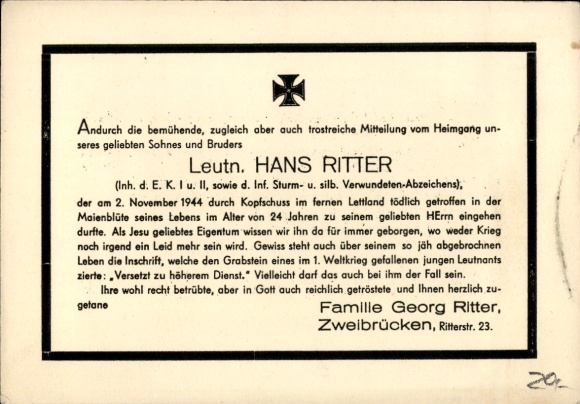 Andurch die bemühende, zugleich aber auch trostreiche Mitteilung vom Heimgang un-
seres geliebten Sohnes und Bruders
Leutn. HANS RITTER
(Inh. d. E. K. I u. II, sowie d. Inf. Sturm- u. silb. Verwundeten-Abzeichens),
der am 2. November 1944 durch Kopfschuss im fernen Lettland tödlich getroffen in der
Maienblüte seines Lebens im Alter von 24 Jahren zu seinem geliebten HErrn eingehen
durfte. Als Jesu geliebtes Eigentum wissen wir ihn da für immer geborgen, wo weder Krieg
noch irgend ein Leid mehr sein wird. Gewiss steht auch über seinem so jäh abgebrochnen
Leben die Inschrift, welche den Grabstein eines im 1. Weltkrieg gefallenen jungen Leutnants
zierte: „Versetzt zu höherem Dienst." Vielleicht darf das auch bei ihm der Fall sein.
Ihre wohl recht betrübte, aber in Gott auch reichlich getröstete und Ihnen herzlich zu-
getane
Familie Georg Ritter,
Zweibrücken, Ritterstr. 23.
20,-